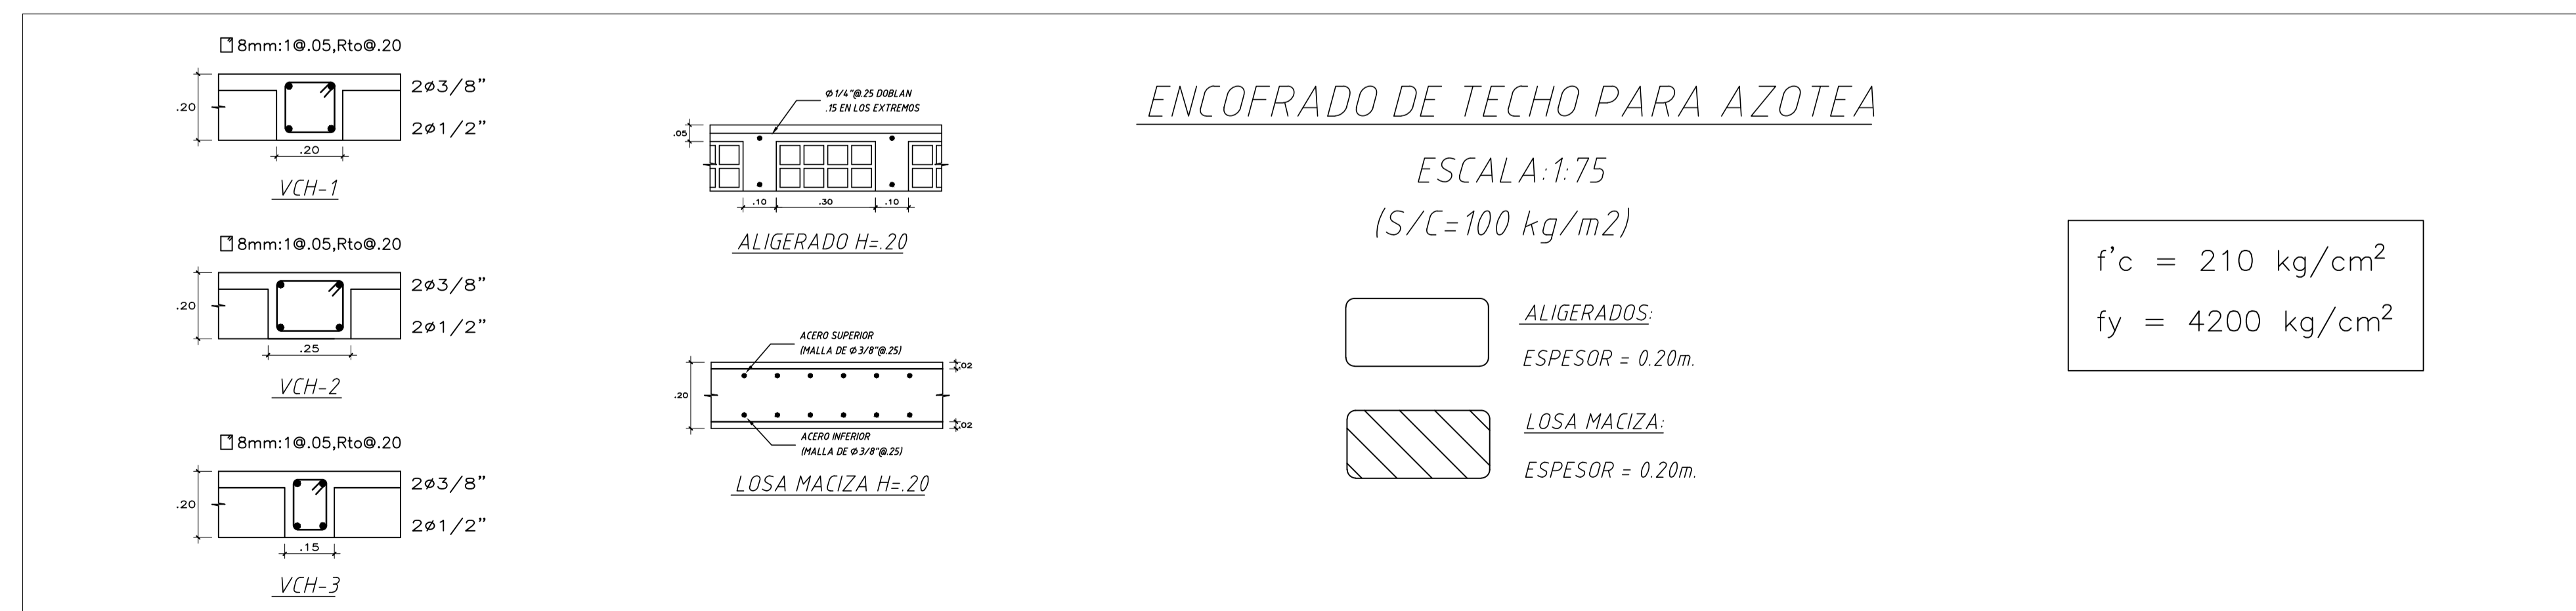 8mm:1@.05,Rto@.20
.20
2ø3/8"
2ø1/2"
.20
VCH-1
8mm:1@.05,Rto@.20
.20
2ø3/8"
2ø1/2"
.25
VCH-2
8mm:1@.05,Rto@.20
.20
2ø3/8"
2ø1/2"
.15
VCH-3
Ø1/4"@.25 DOBLAN
.15 EN LOS EXTREMOS
.05
.10
.30
.10
ALIGERADO H=.20
ACERO SUPERIOR
(MALLA DE Ø3/8"@.25)
.02
.20
.02
ACERO INFERIOR
(MALLA DE Ø3/8"@.25)
LOSA MACIZA H=.20
ENCOFRADO DE TECHO PARA AZOTEA
ESCALA:1:75
(S/C=100 kg/m2)
ALIGERADOS:
ESPESOR = 0.20m.
LOSA MACIZA:
ESPESOR = 0.20m.
f'c = 210 kg/cm²
fy = 4200 kg/cm²